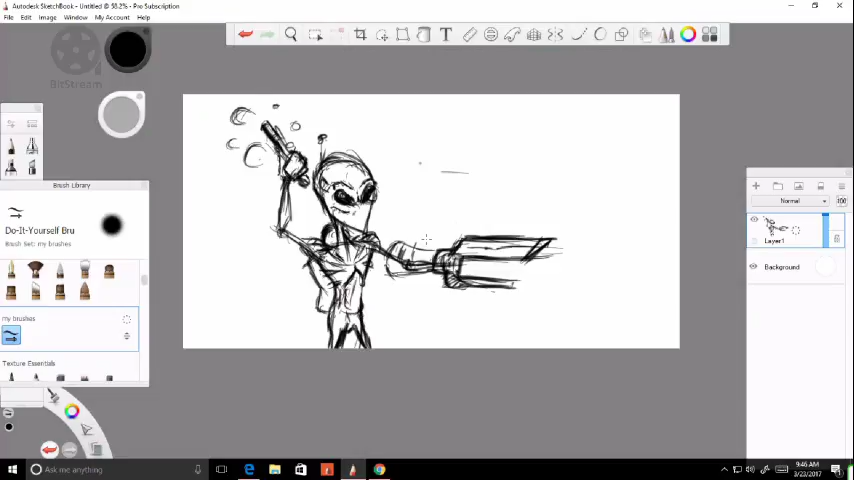 Autodesk SketchBook - Untitled @ 58.2% - Pro Subscription
File Edit Image Window My Account Help
BitStream
T
Brush Library
Do-It-Yourself Bru
Brush Set: my brushes
my brushes
Texture Essentials
Normal
100
Layer1
Background
Ask me anything
9:46 AM
3/23/2017